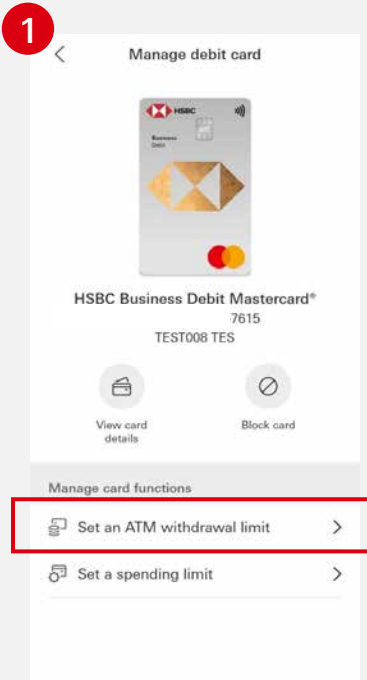 1
Manage debit card
HSBC
Business
Debit
HSBC Business Debit Mastercard®
7615
TEST008 TES
View card
details
Block card
Manage card functions
Set an ATM withdrawal limit
Set a spending limit